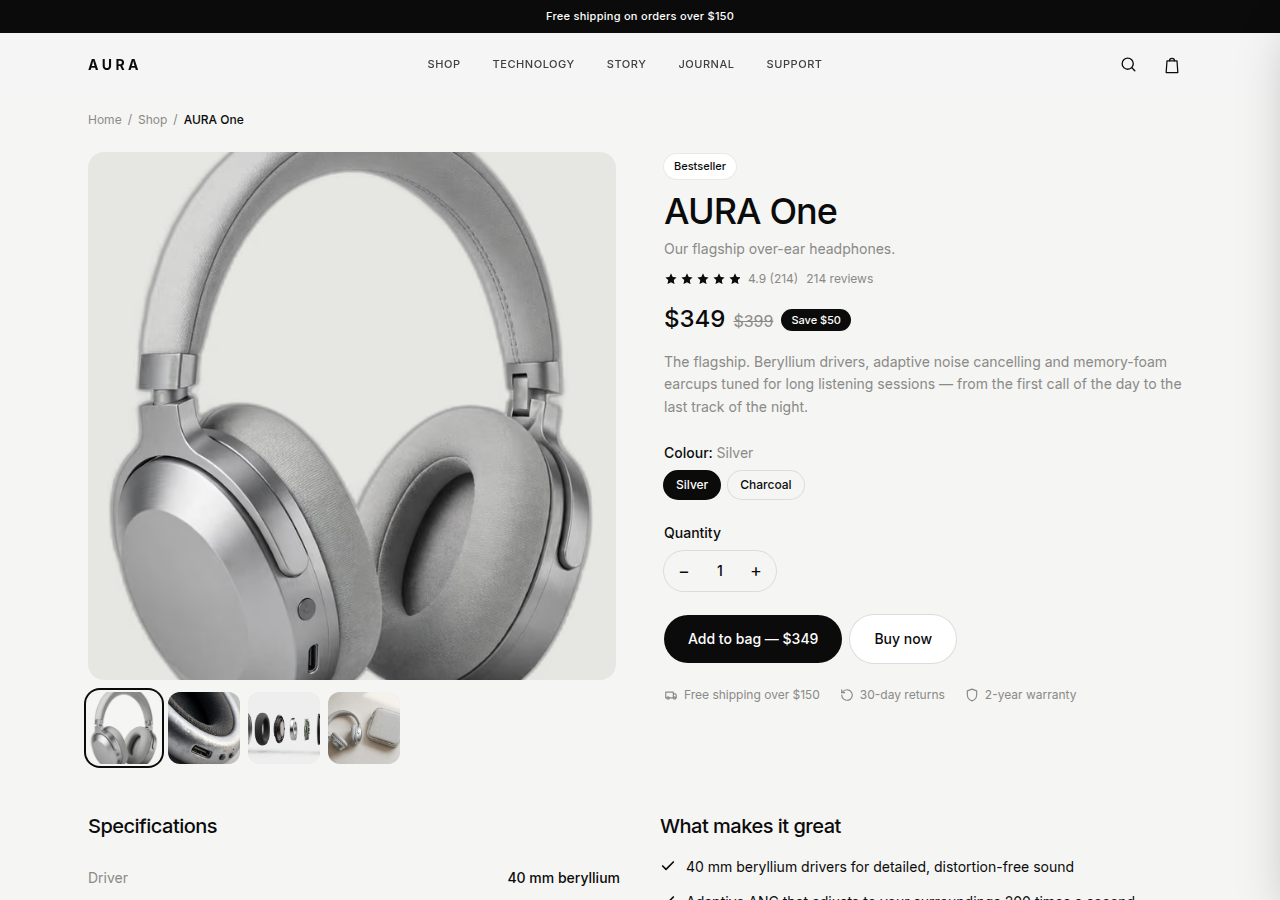 Free shipping on orders over $150
AURA
SHOP TECHNOLOGY STORY JOURNAL SUPPORT
Home / Shop / AURA One
Bestseller
AURA One
Our flagship over-ear headphones.
4.9 (214) 214 reviews
$349 $399 Save $50
The flagship. Beryllium drivers, adaptive noise cancelling and memory-foam
earcups tuned for long listening sessions — from the first call of the day to the
last track of the night.
Colour: Silver
Silver Charcoal
Quantity
− 1 +
Add to bag — $349 Buy now
Free shipping over $150 30-day returns 2-year warranty
Specifications
Driver 40 mm beryllium
What makes it great
40 mm beryllium drivers for detailed, distortion-free sound